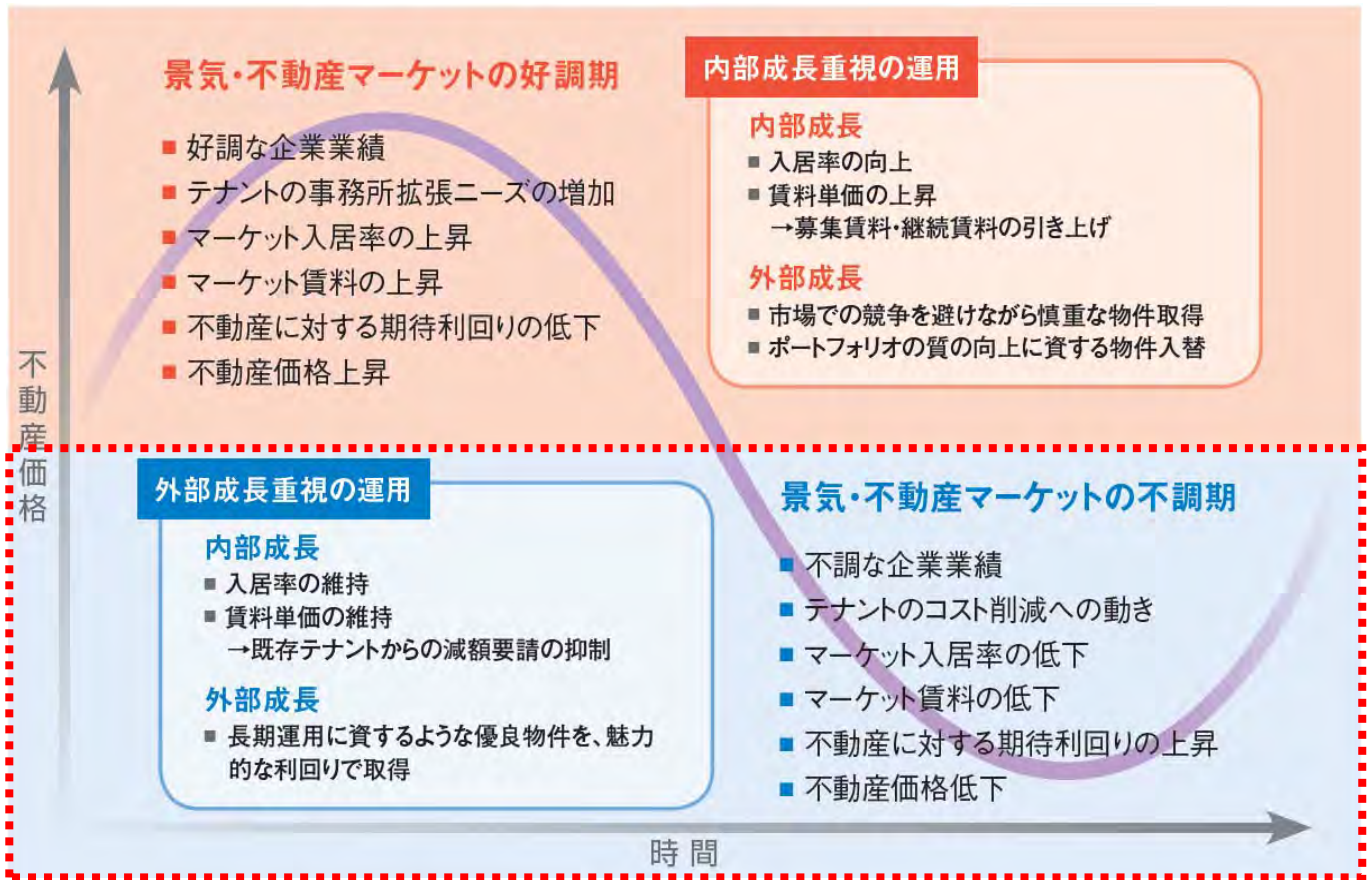 景気・不動産マーケットの好調期
■ 好調な企業業績
■ テナントの事務所拡張ニーズの増加
■ マーケット入居率の上昇
■ マーケット賃料の上昇
■ 不動産に対する期待利回りの低下
■ 不動産価格上昇
内部成長重視の運用
内部成長
■ 入居率の向上
■ 賃料単価の上昇
→募集賃料・継続賃料の引き上げ
外部成長
■ 市場での競争を避けながら慎重な物件取得
■ ポートフォリオの質の向上に資する物件入替
不動産価格
外部成長重視の運用
内部成長
■ 入居率の維持
■ 賃料単価の維持
→既存テナントからの減額要請の抑制
外部成長
■ 長期運用に資するような優良物件を、魅力
的な利回りで取得
景気・不動産マーケットの不調期
■ 不調な企業業績
■ テナントのコスト削減への動き
■ マーケット入居率の低下
■ マーケット賃料の低下
■ 不動産に対する期待利回りの上昇
■ 不動産価格低下
時間